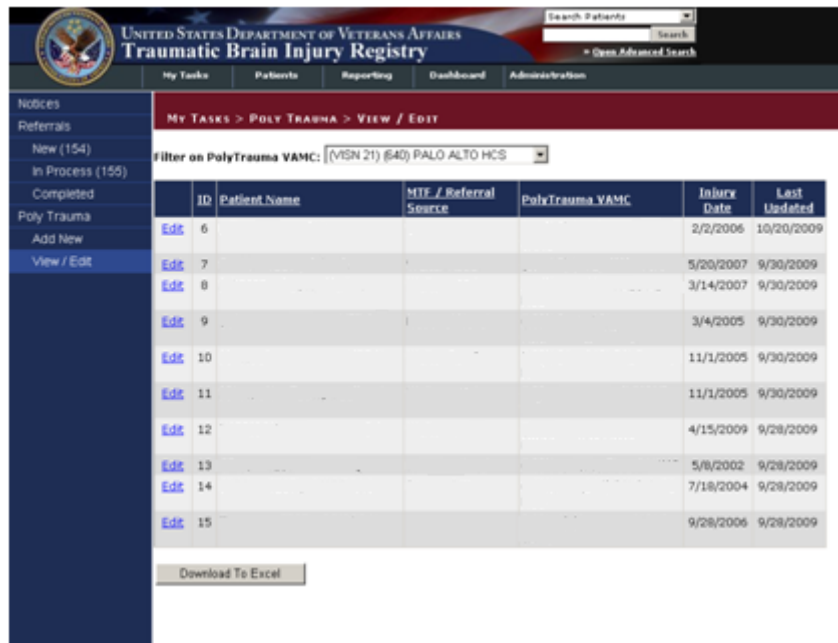 Search Patients
UNITED STATES DEPARTMENT OF VETERANS AFFAIRS
Search
Traumatic Brain Injury Registry
» Open Advanced Search
My Tasks Patients Reporting Dashboard Administration
Notices
Referrals
New (154)
In Process (155)
Completed
Poly Trauma
Add New
View / Edit
MY TASKS > POLY TRAUMA > VIEW / EDIT
Filter on PolyTrauma VAMC: (VISN 21) (640) PALO ALTO HCS
ID Patient Name MTF / Referral Source PolyTrauma VAMC Injury Date Last Updated
Edit 6 2/2/2006 10/20/2009
Edit 7 5/20/2007 9/30/2009
Edit 8 3/14/2007 9/30/2009
Edit 9 3/4/2005 9/30/2009
Edit 10 11/1/2005 9/30/2009
Edit 11 11/1/2005 9/30/2009
Edit 12 4/15/2009 9/28/2009
Edit 13 5/8/2002 9/28/2009
Edit 14 7/18/2004 9/28/2009
Edit 15 9/28/2006 9/28/2009
Download To Excel